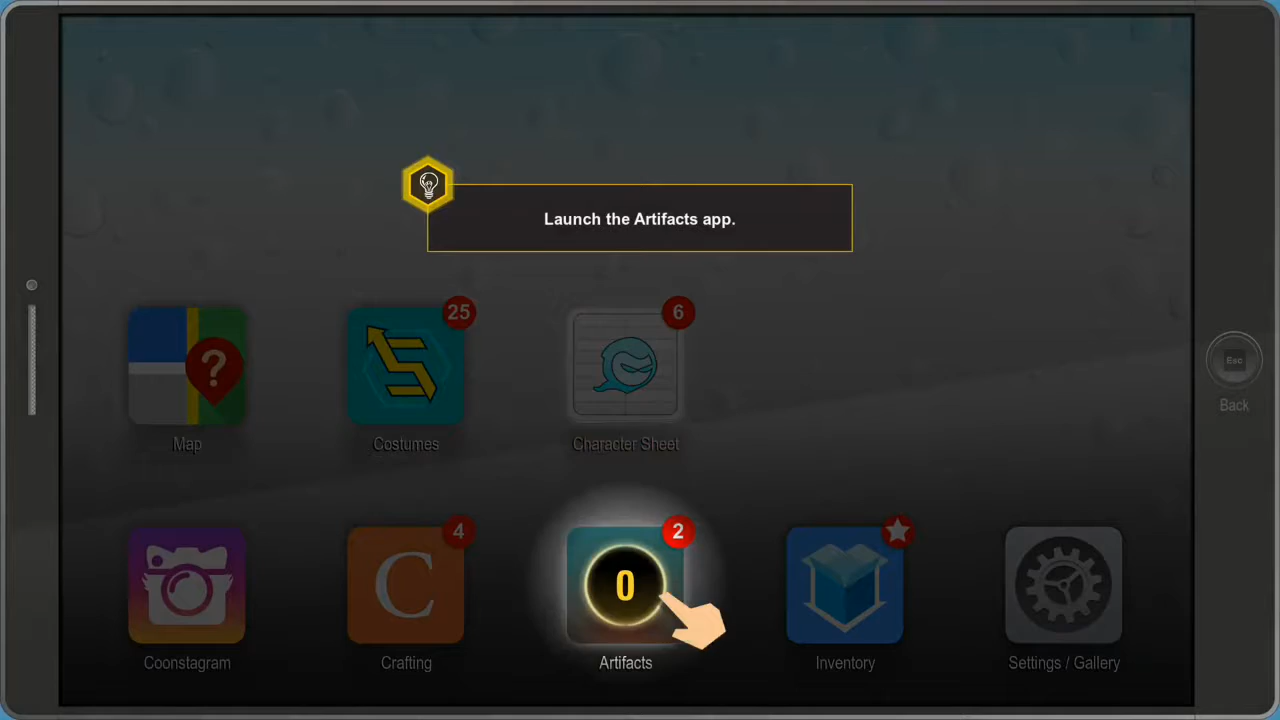 Launch the Artifacts app.
25
6
?
Map
Costumes
Character Sheet
Esc
Back
4
2
C
0
Coonstagram
Crafting
Artifacts
Inventory
Settings / Gallery